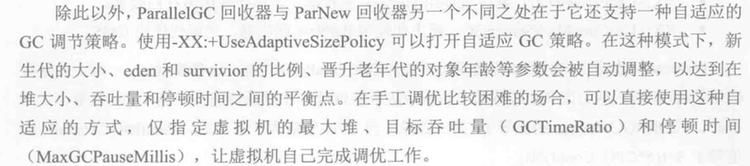 除此以外，ParallelGC 回收器与 ParNew 回收器另一个不同之处在于它还支持一种自适应的
GC 调节策略。使用-XX:+UseAdaptiveSizePolicy 可以打开自适应 GC 策略。在这种模式下，新
生代的大小、eden 和 survivior 的比例、晋升老年代的对象年龄等参数会被自动调整，以达到在
堆大小、吞吐量和停顿时间之间的平衡点。在手工调优比较困难的场合，可以直接使用这种自
适应的方式，仅指定虚拟机的最大堆、目标吞吐量（GCTimeRatio）和停顿时间
（MaxGCPauseMillis），让虚拟机自己完成调优工作。